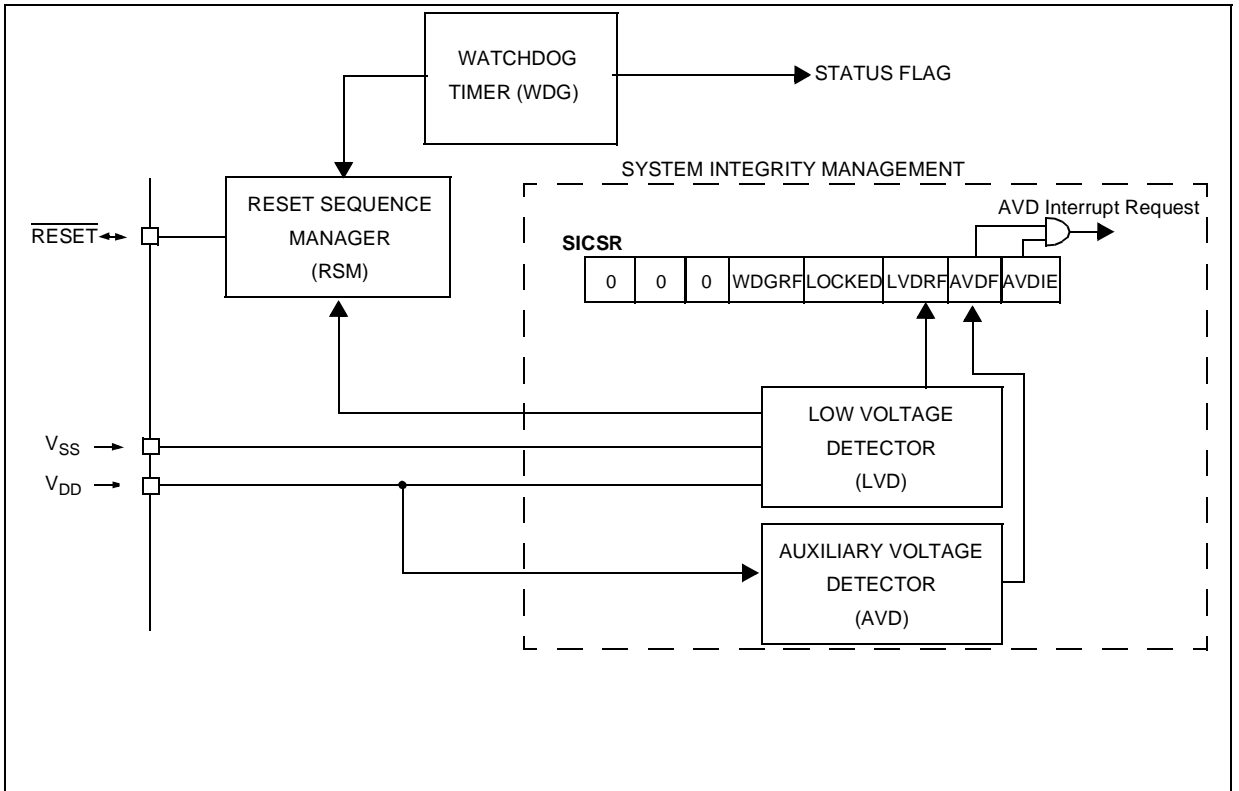 WATCHDOG
TIMER (WDG)
STATUS FLAG
SYSTEM INTEGRITY MANAGEMENT
RESET SEQUENCE
MANAGER
(RSM)
RESET
AVD Interrupt Request
SICSR
0 0 0 WDGRF LOCKED LVDRF AVDF AVDIE
LOW VOLTAGE
DETECTOR
(LVD)
VSS
VDD
AUXILIARY VOLTAGE
DETECTOR
(AVD)